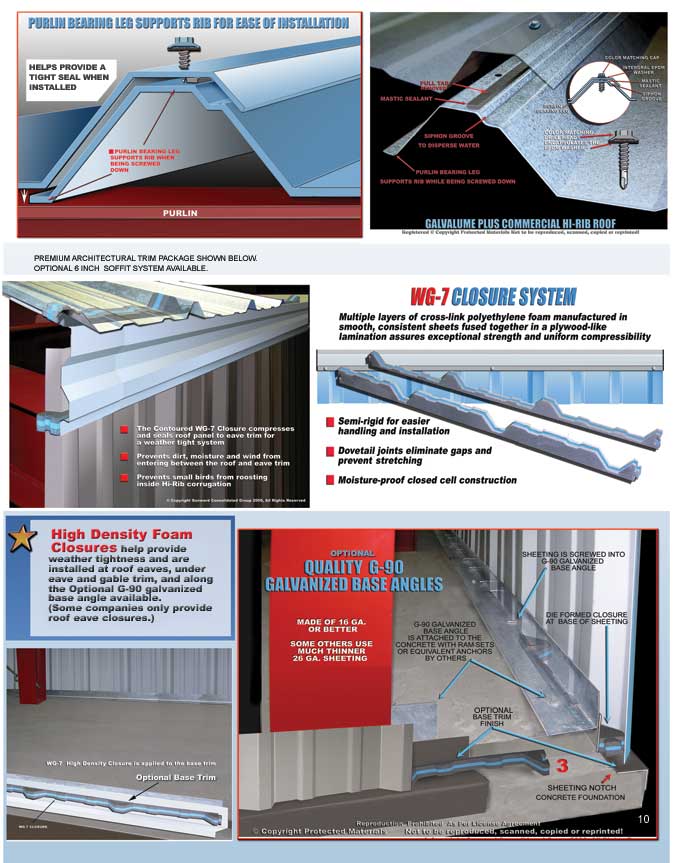 PURLIN BEARING LEG SUPPORTS RIB FOR EASE OF INSTALLATION
HELPS PROVIDE A
TIGHT SEAL WHEN
INSTALLED
PURLIN BEARING LEG
SUPPORTS RIB WHEN
BEING SCREWED
DOWN
PURLIN
COLOR MATCHING CAP
INTERGRAL EPDM
WASHER
MASTIC
SEALANT
SIPHON
GROOVE
BEARING LEG
PULL TAB
MASTIC SEALANT
SIPHON GROOVE
TO DISPERSE WATER
COLOR MATCHING
ENCAPSULATES THE
WASHER
PURLIN BEARING LEG
SUPPORTS RIB WHILE BEING SCREWED DOWN
GALVALUME PLUS COMMERCIAL HI-RIB ROOF
Registered © Copyright Protected Materials Not to be reproduced, scanned, copied or reprinted!
PREMIUM ARCHITECTURAL TRIM PACKAGE SHOWN BELOW.
OPTIONAL 6 INCH SOFFIT SYSTEM AVAILABLE.
The Contoured WG-7 Closure compresses
and seals roof panel to eave trim for
a weather tight system
Prevents dirt, moisture and wind from
entering between the roof and eave trim
Prevents small birds from roosting
inside Hi-Rib corrugation
© Copyright Sunward Consolidated Group 2006, All Rights Reserved
WG-7 CLOSURE SYSTEM
Multiple layers of cross-link polyethylene foam manufactured in
smooth, consistent sheets fused together in a plywood-like
lamination assures exceptional strength and uniform compressibility
Semi-rigid for easier
handling and installation
Dovetail joints eliminate gaps and
prevent stretching
Moisture-proof closed cell construction
High Density Foam
Closures help provide
weather tightness and are
installed at roof eaves, under
eave and gable trim, and along
the Optional G-90 galvanized
base angle available.
(Some companies only provide
roof eave closures.)
WG-7 High Density Closure is applied to the base trim
Optional Base Trim
WG 7 CLOSURE
OPTIONAL
QUALITY G-90
GALVANIZED BASE ANGLES
MADE OF 16 GA.
OR BETTER
SOME OTHERS USE
MUCH THINNER
26 GA. SHEETING
G-90 GALVANIZED
BASE ANGLE
IS ATTACHED TO THE
CONCRETE WITH RAM-SETS
OR EQUIVALENT ANCHORS
BY OTHERS
SHEETING IS SCREWED INTO
G-90 GALVANIZED
BASE ANGLE
DIE FORMED CLOSURE
AT BASE OF SHEETING
OPTIONAL
BASE TRIM
FINISH
3
SHEETING NOTCH
CONCRETE FOUNDATION
10
Reproduction Prohibited As Per License Agreement
© Copyright Protected Materials Not to be reproduced, scanned, copied or reprinted!